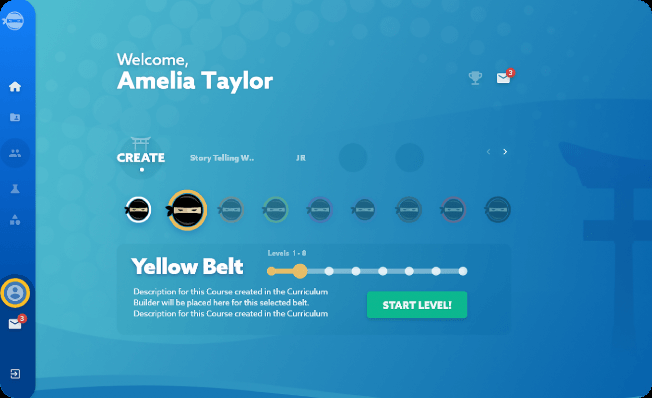 Welcome,
Amelia Taylor
3
CREATE
Story Telling W..
JR
Levels 1 - 8
Yellow Belt
Description for this Course created in the Curriculum
Builder will be placed here for this selected belt.
Description for this Course created in the Curriculum
START LEVEL!
3